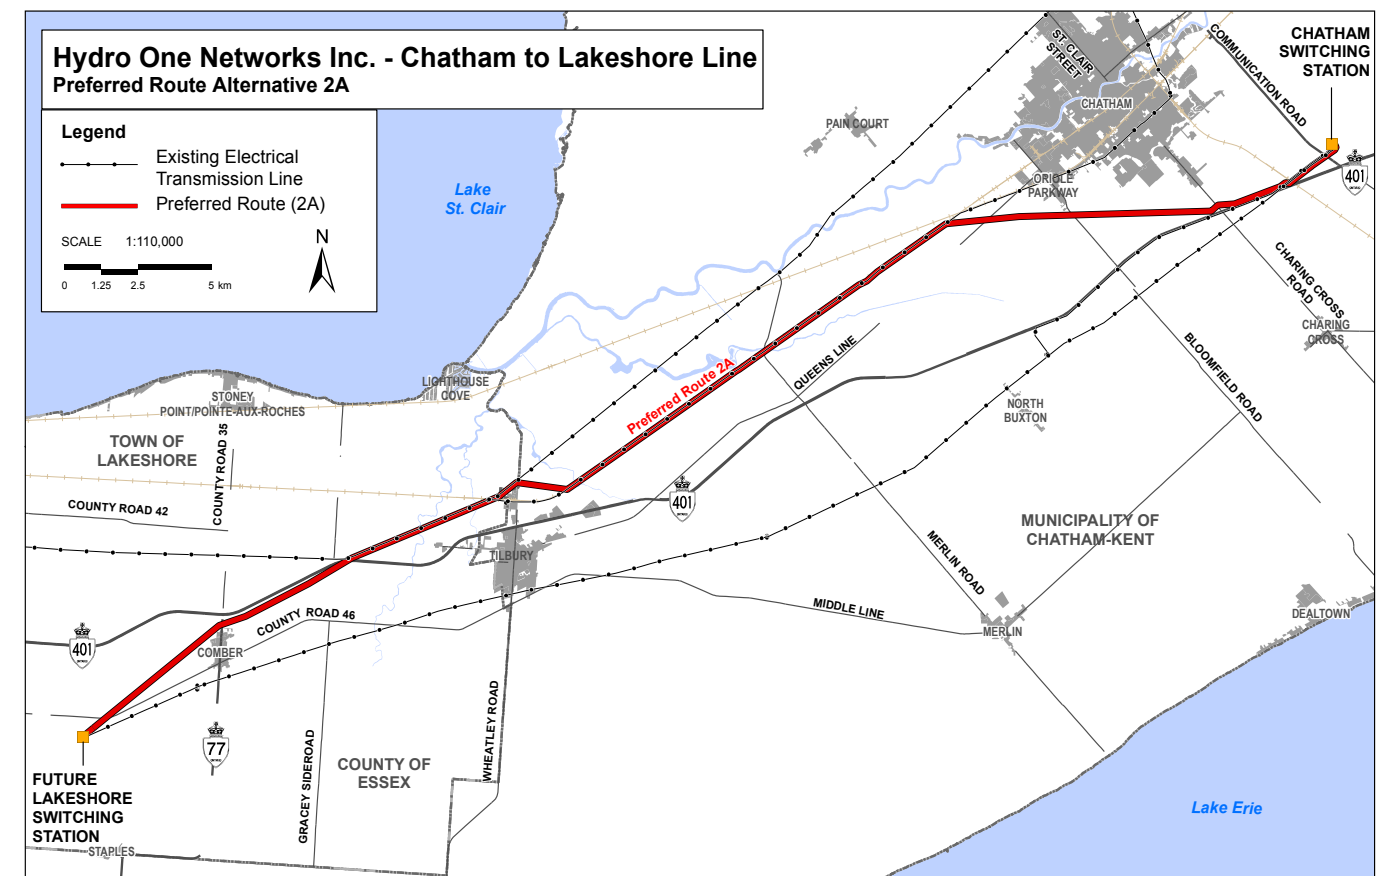 Hydro One Networks Inc. - Chatham to Lakeshore Line
Preferred Route Alternative 2A
Legend
Existing Electrical
Transmission Line
Preferred Route (2A)
SCALE 1:110,000
N
0 1.25 2.5 5 km
CHATHAM
SWITCHING
STATION
COMMUNICATION ROAD
ST. CLAIR
STREET
CHATHAM
PAIN COURT
401
ORIOLE
PARKWAY
Lake
St. Clair
CHARING CROSS
ROAD
CHARING
CROSS
BLOOMFIELD ROAD
QUEENS LINE
Preferred Route 2A
LIGHTHOUSE
COVE
STONEY
POINT/POINTE-AUX-ROCHES
NORTH
BUXTON
TOWN OF
LAKESHORE
COUNTY ROAD 35
COUNTY ROAD 42
401
MUNICIPALITY OF
CHATHAM-KENT
TILBURY
MERLIN ROAD
MIDDLE LINE
MERLIN
DEALTOWN
COUNTY ROAD 46
COMBER
401
77
WHEATLEY ROAD
GRACEY SIDEROAD
COUNTY OF
ESSEX
FUTURE
LAKESHORE
SWITCHING
STATION
STAPLES
Lake Erie